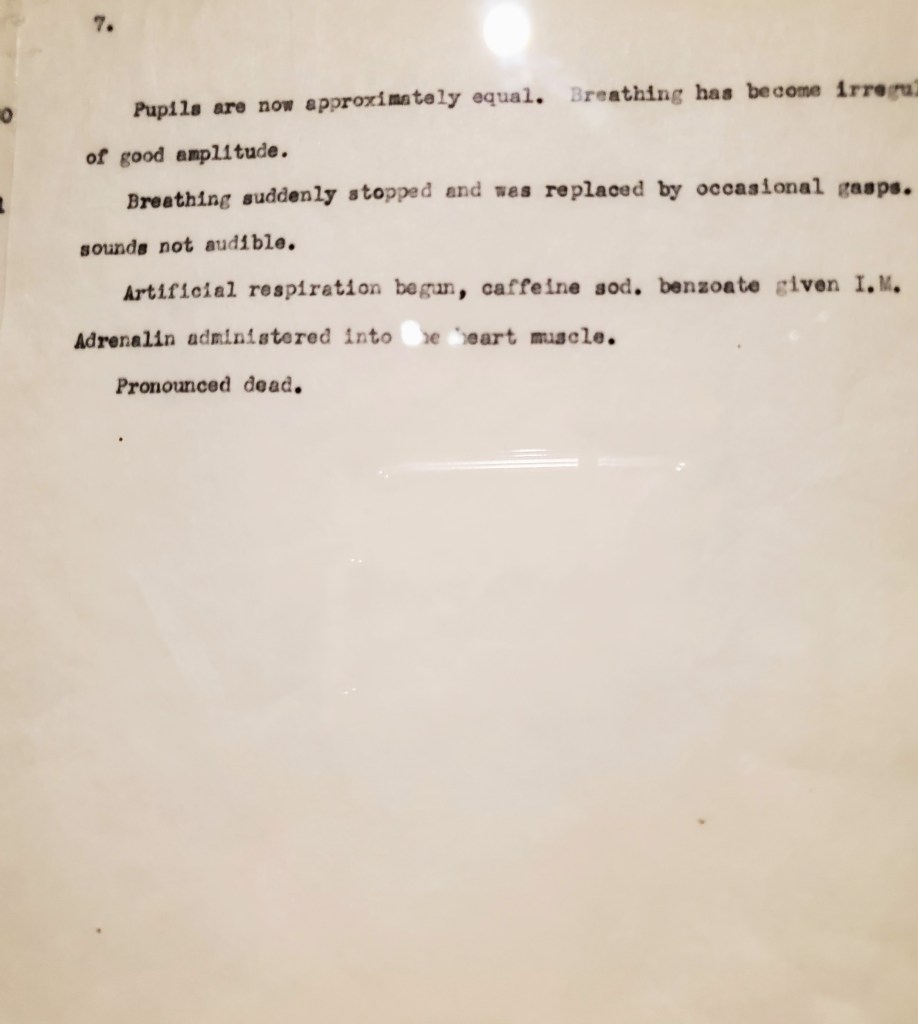 7.
Pupils are now approximately equal. Breathing has become
of good amplitude.
Breathing suddenly stopped and was replaced by occasional gasps.
sounds not audible.
Artificial respiration begun, caffeine sod. benzoate given I.M.
Adrenalin administered into the heart muscle.
Pronounced dead.